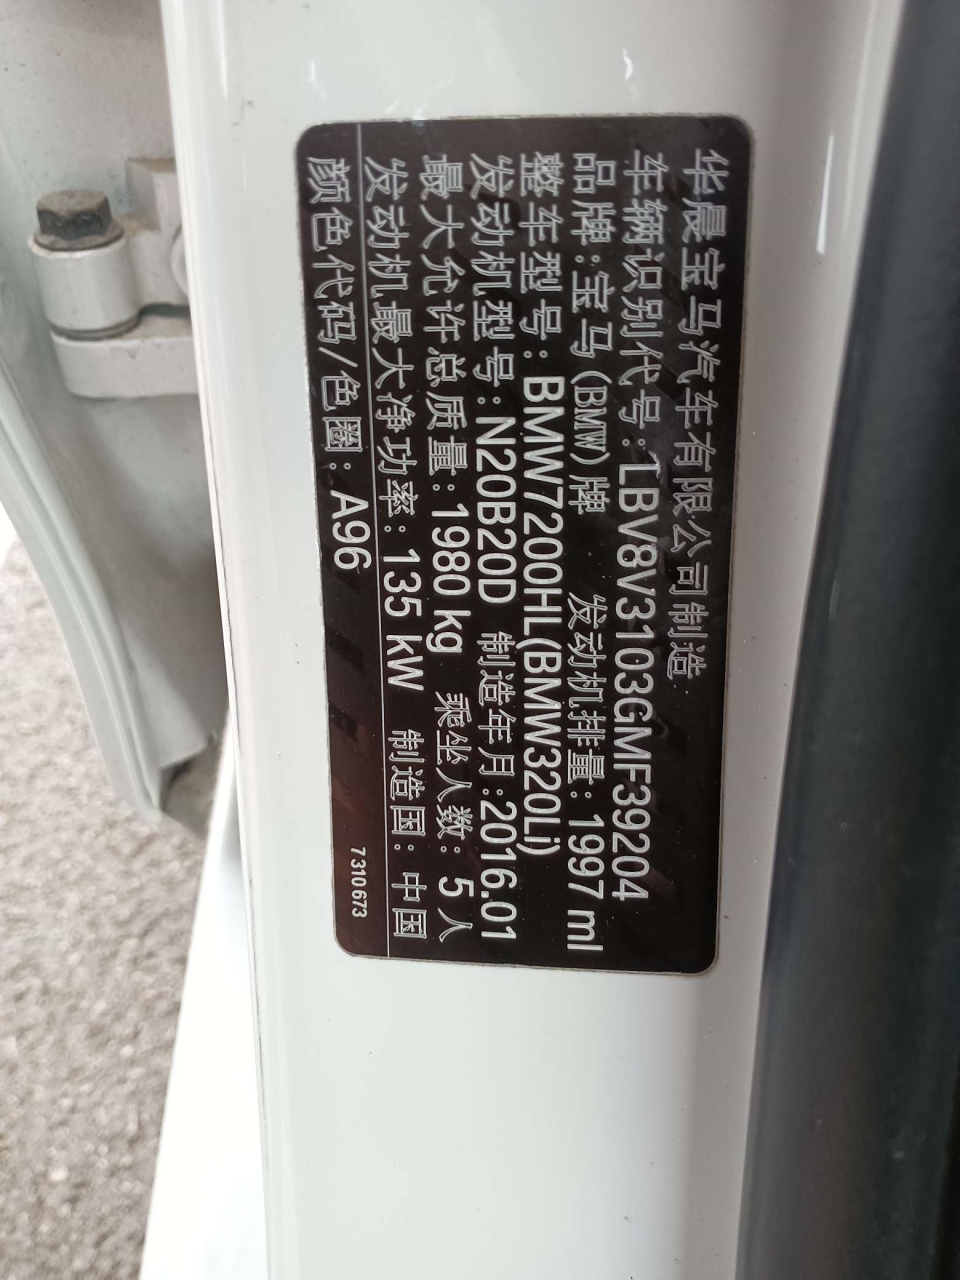 华晨宝马汽车有限公司制造
车辆识别代号:LBV8V3103GMF39204
品牌:宝马(BMW)牌 发动机排量:1997 ml
整车型号:BMW7200HL(BMW320Li)
发动机型号:N20B20D 制造年月:2016.01
最大允许总质量:1980 kg 乘坐人数:5人
发动机最大净功率:135 kW 制造国:中国
颜色代码/色圈:A96
7 310 673